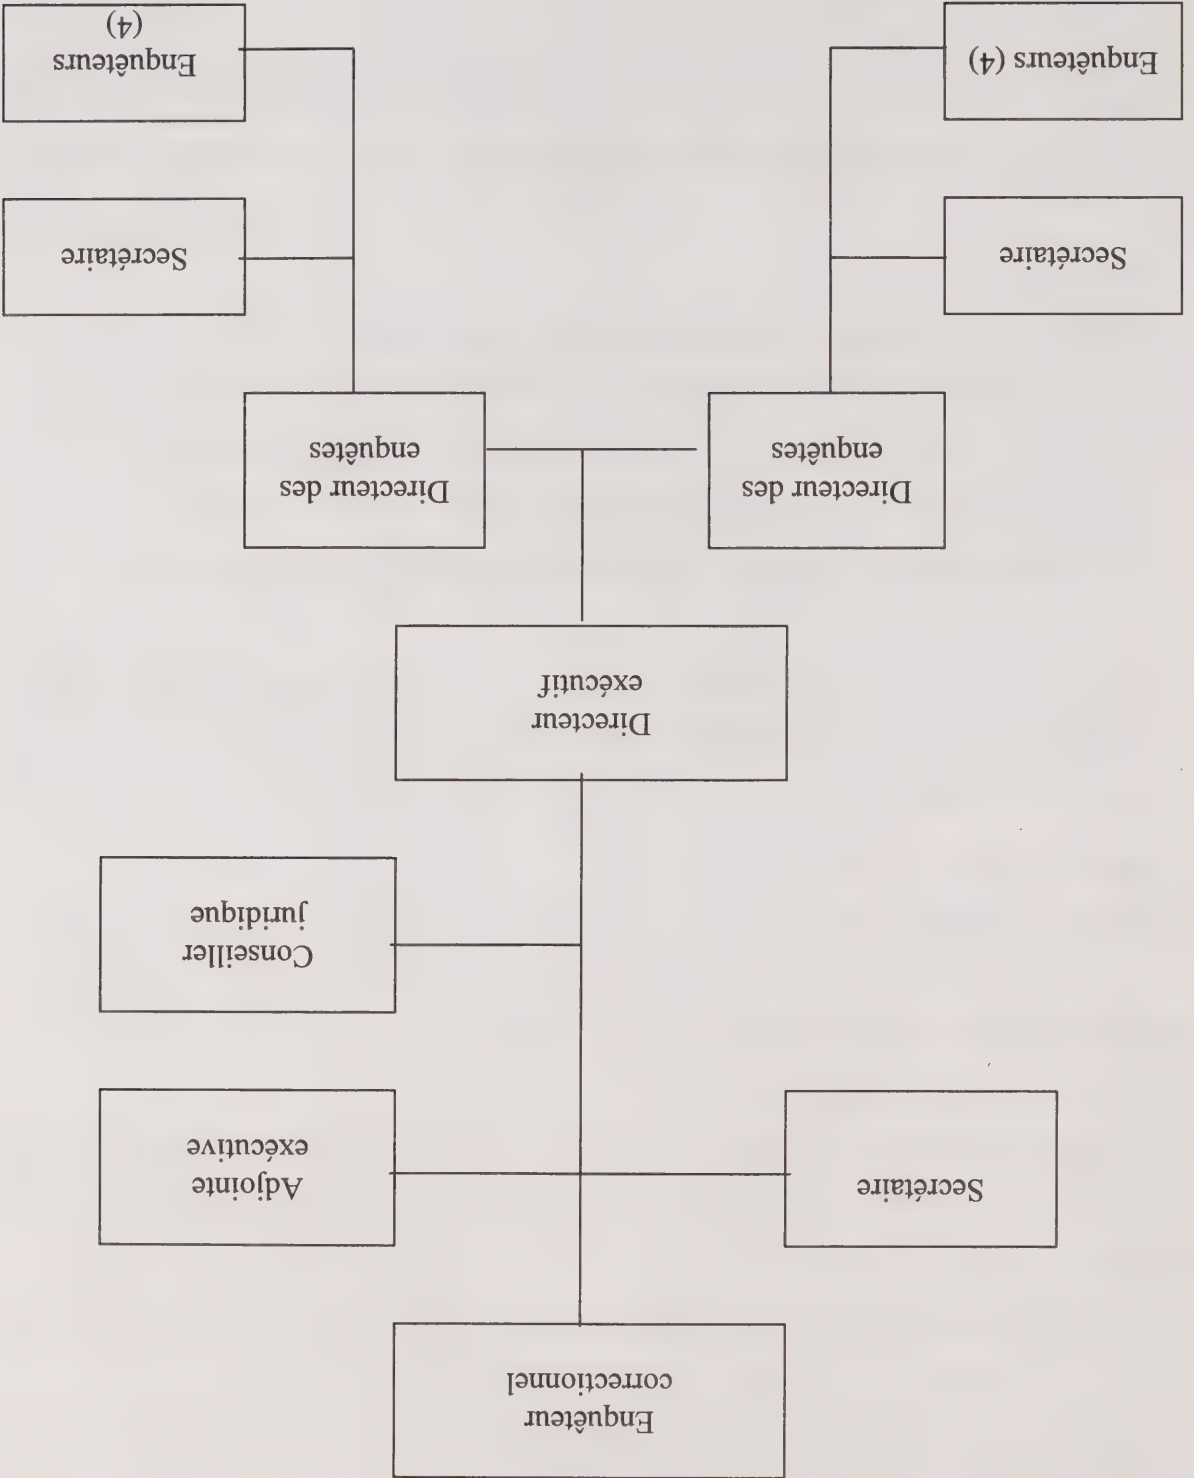 Enquêteur
correctionnel
Secrétaire
Adjointe
exécutive
Conseiller
juridique
Directeur
exécutif
Directeur des
enquêtes
Directeur des
enquêtes
Secrétaire
Secrétaire
Enquêteurs (4)
Enquêteurs
(4)